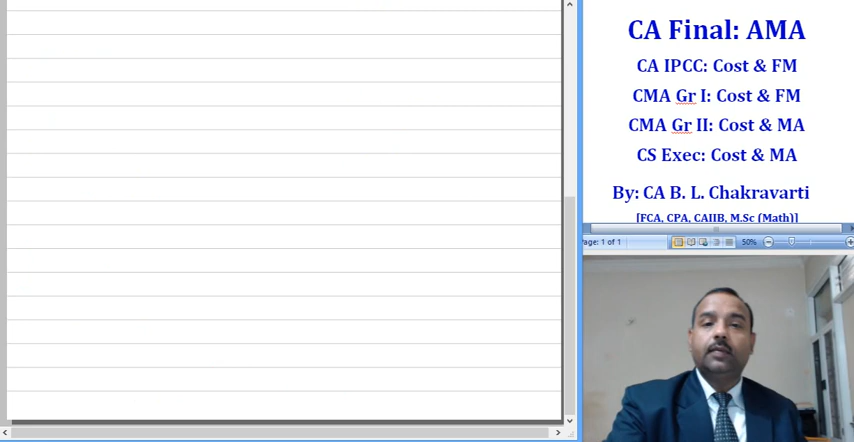 CA Final: AMA
CA IPCC: Cost & FM
CMA Gr I: Cost & FM
CMA Gr II: Cost & MA
CS Exec: Cost & MA
By: CA B. L. Chakravarti
[FCA, CPA, CAIIB, M.Sc (Math)]
age: 1 of 1
50%